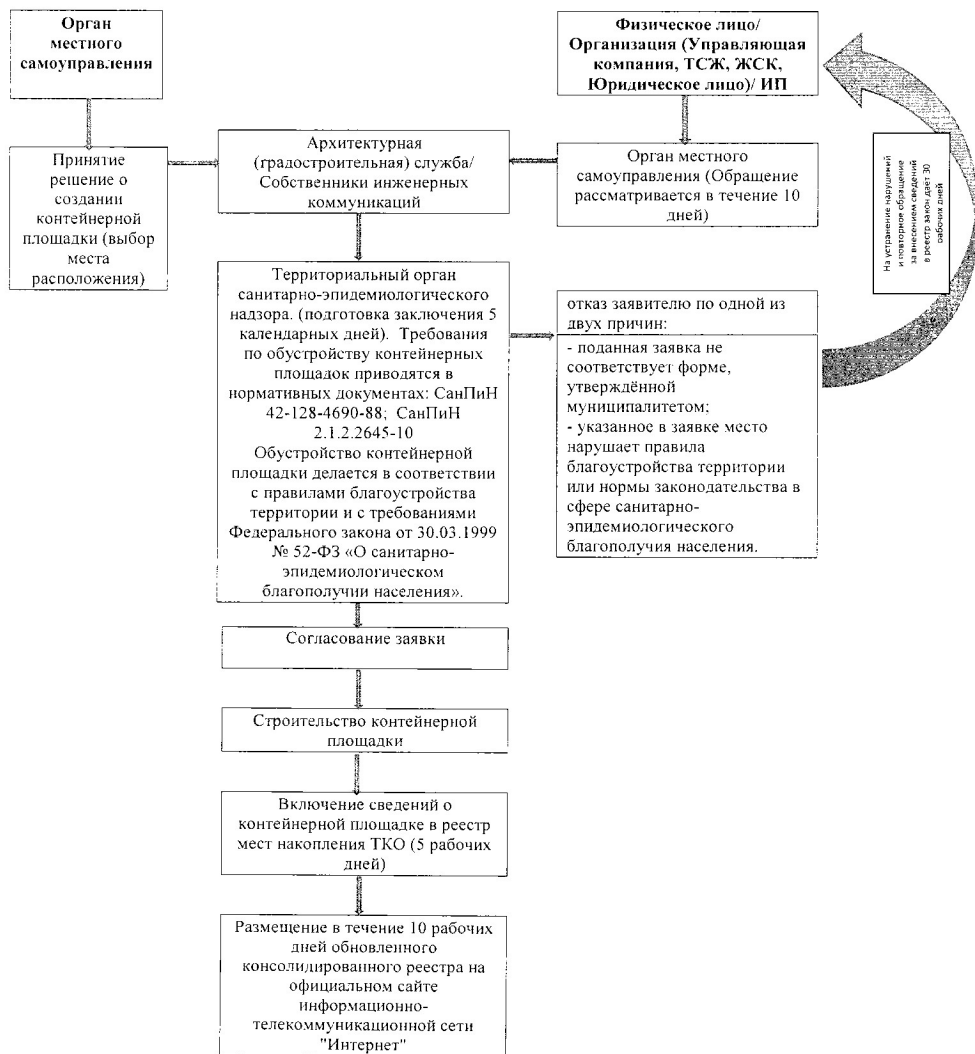 Орган
местного
самоуправления
Физическое лицо/
Организация (Управляющая
компания, ТСЖ, ЖСК,
Юридическое лицо)/ ИП
Принятие
решение о
создании
контейнерной
площадки (выбор
места
расположения)
Архитектурная
(градостроительная) служба/
Собственники инженерных
коммуникаций
Орган местного
самоуправления (Обращение
рассматривается в течение 10
дней)
На устранение нарушений
и повторное обращение
за внесением сведений
в реестр закон даёт 30
рабочих дней
Территориальный орган
санитарно-эпидемиологического
надзора. (подготовка заключения 5
календарных дней). Требования
по обустройству контейнерных
площадок приводятся в
нормативных документах: СанПиН
42-128-4690-88; СанПиН
2.1.2.2645-10
Обустройство контейнерной
площадки делается в соответствии
с правилами благоустройства
территории и с требованиями
Федерального закона от 30.03.1999
№ 52-ФЗ «О санитарно-
эпидемиологическом
благополучии населения».
отказ заявителю по одной из
двух причин:
- поданная заявка не
соответствует форме,
утверждённой
муниципалитетом;
- указанное в заявке место
нарушает правила
благоустройства территории
или нормы законодательства в
сфере санитарно-
эпидемиологического
благополучия населения.
Согласование заявки
Строительство контейнерной
площадки
Включение сведений о
контейнерной площадке в реестр
мест накопления ТКО (5 рабочих
дней)
Размещение в течение 10 рабочих
дней обновленного
консолидированного реестра на
официальном сайте
информационно-
телекоммуникационной сети
"Интернет"